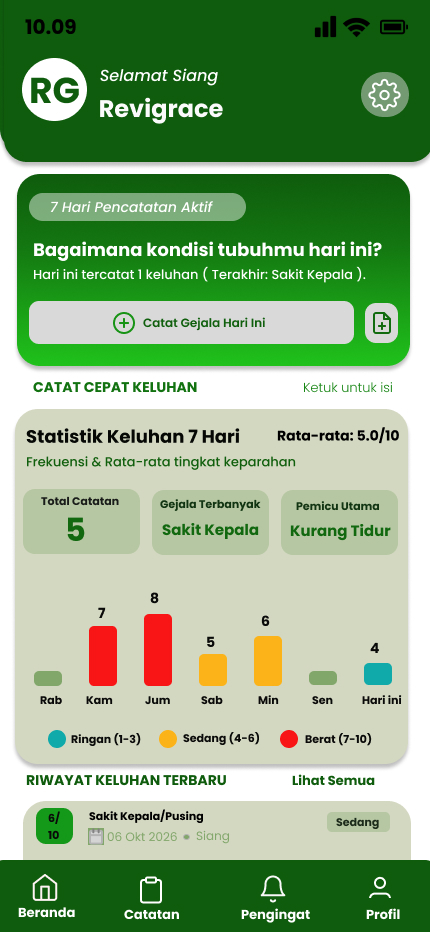 10.09
RG
Selamat Siang
Revigrace
7 Hari Pencatatan Aktif
Bagaimana kondisi tubuhmu hari ini?
Hari ini tercatat 1 keluhan ( Terakhir: Sakit Kepala ).
Catat Gejala Hari Ini
CATAT CEPAT KELUHAN
Ketuk untuk isi
Statistik Keluhan 7 Hari
Rata-rata: 5.0/10
Frekuensi & Rata-rata tingkat keparahan
Total Catatan
5
Gejala Terbanyak
Sakit Kepala
Pemicu Utama
Kurang Tidur
7
8
5
6
4
Rab
Kam
Jum
Sab
Min
Sen
Hari ini
Ringan (1-3)
Sedang (4-6)
Berat (7-10)
RIWAYAT KELUHAN TERBARU
Lihat Semua
6/
10
Sakit Kepala/Pusing
06 Okt 2026
Siang
Sedang
Beranda
Catatan
Pengingat
Profil